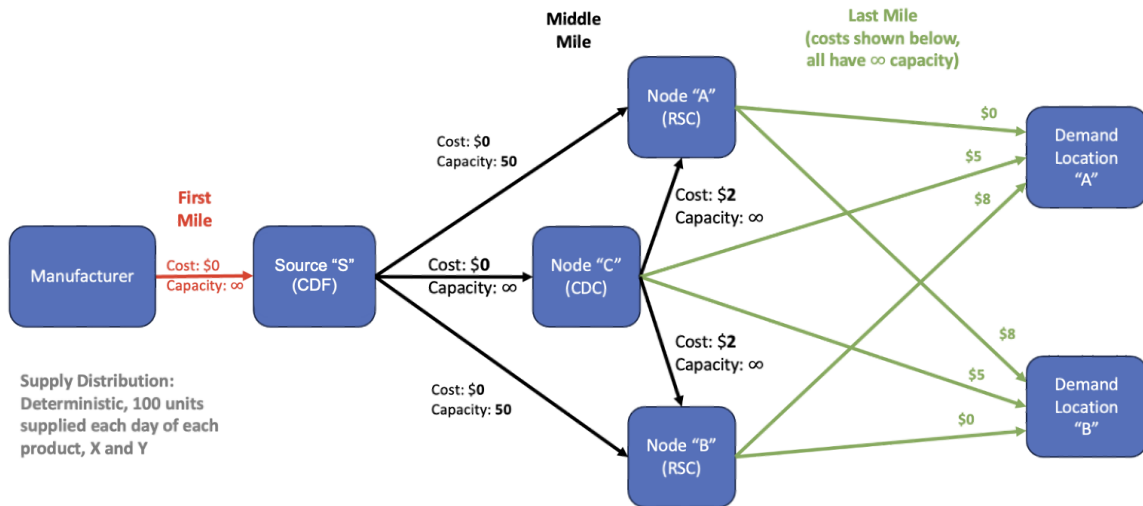 Middle
Mile
Last Mile
(costs shown below,
all have ∞ capacity)
Node “A”
(RSC)
$0
Demand
Location
“A”
Cost: $0
Capacity: 50
$5
$8
First
Mile
Cost: $2
Capacity: ∞
Manufacturer
Cost: $0
Capacity: ∞
Source “S”
(CDF)
Cost: $0
Capacity: ∞
Node “C”
(CDC)
Cost: $2
Capacity: ∞
$8
$5
$0
Demand
Location
“B”
Supply Distribution:
Deterministic, 100 units
supplied each day of each
product, X and Y
Cost: $0
Capacity: 50
Node “B”
(RSC)